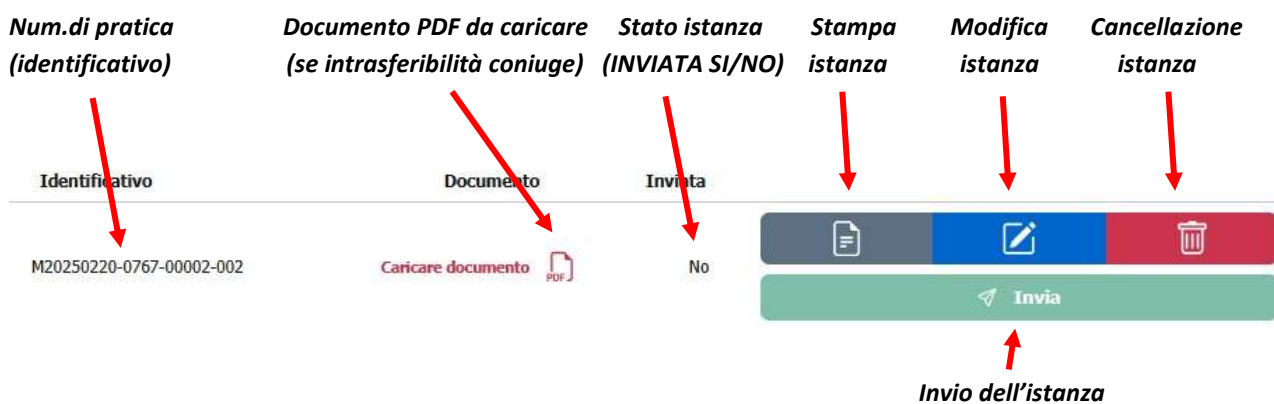 Num.di pratica
(identificativo)
Documento PDF da caricare
(se intrasferibilità coniuge)
Stato istanza
(INVIATA SI/NO)
Stampa
istanza
Modifica
istanza
Cancellazione
istanza
Identificativo
Documento
Inviata
M20250220-0767-00002-002
Caricare documento
PDF
No
Invia
Invio dell’istanza